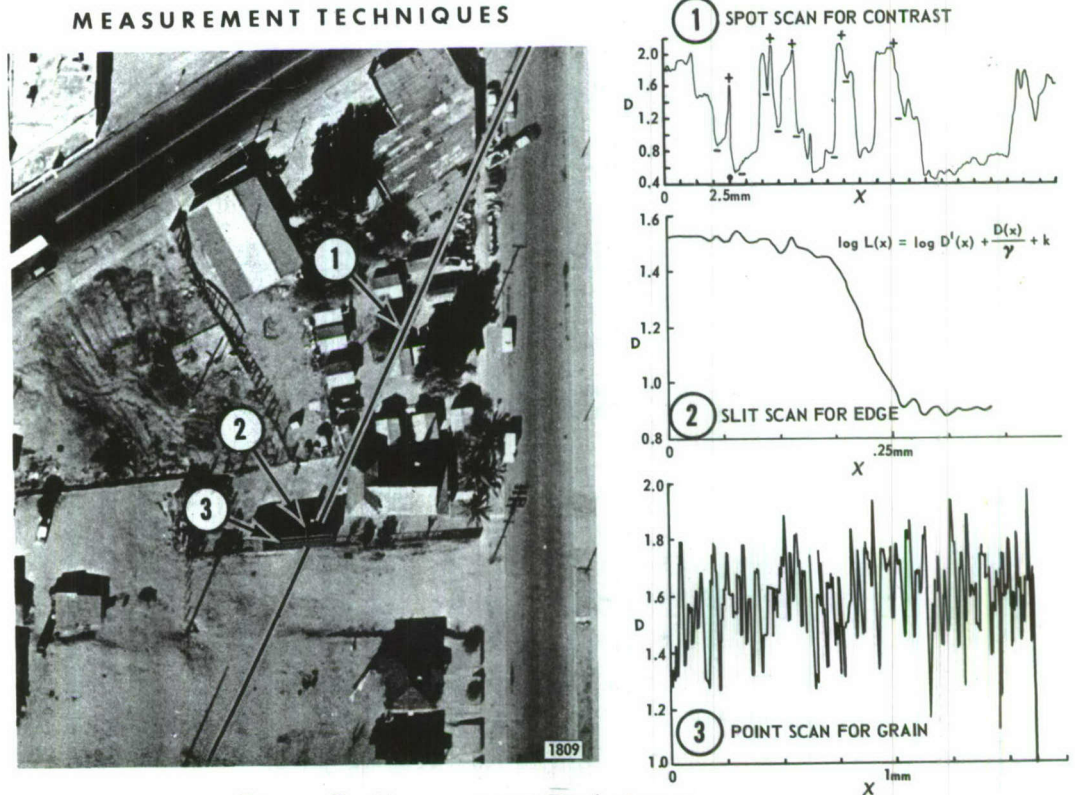 MEASUREMENT TECHNIQUES
1
2
3
1809
1 SPOT SCAN FOR CONTRAST
2.0
1.6
D
1.2
0.8
0.4
0
2.5mm
X
1.6
log L(x) = log D'(x) + D(x)/γ + k
1.4
1.2
D
1.0
2 SLIT SCAN FOR EDGE
0.8
0
.25mm
X
2.0
1.8
1.6
D
1.4
1.2
3 POINT SCAN FOR GRAIN
1.0
0
1mm
X